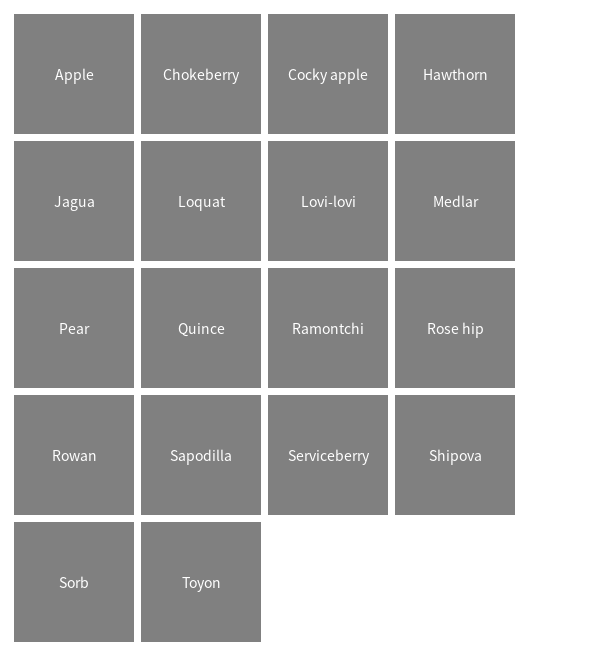 Apple
Chokeberry
Cocky apple
Hawthorn
Jagua
Loquat
Lovi-lovi
Medlar
Pear
Quince
Ramontchi
Rose hip
Rowan
Sapodilla
Serviceberry
Shipova
Sorb
Toyon